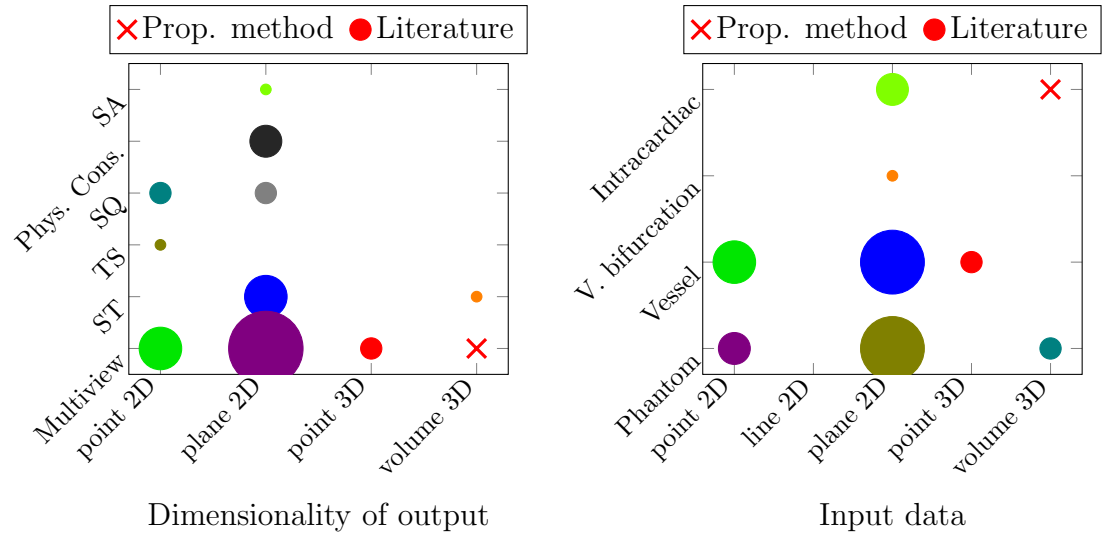 Prop. method Literature
SA
Phys. Cons.
SQ
TS
ST
Multiview
point 2D
plane 2D
point 3D
volume 3D
Dimensionality of output
Prop. method Literature
Intracardiac
V. bifurcation
Vessel
Phantom
point 2D
line 2D
plane 2D
point 3D
volume 3D
Input data